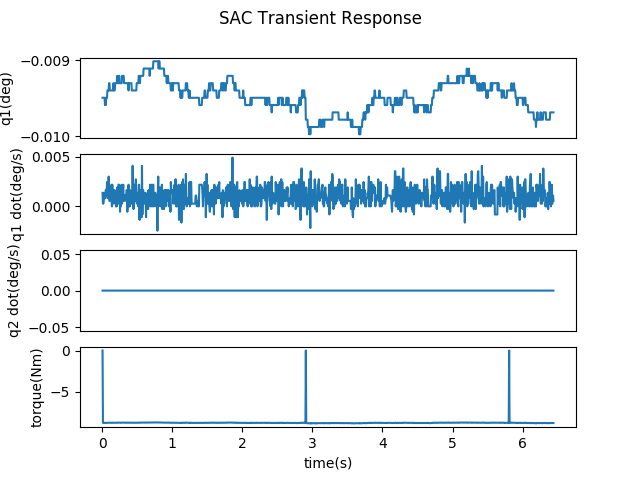 SAC Transient Response
−0.009
−0.010
q1(deg)
0.005
0.000
q1 dot(deg/s)
0.05
0.00
−0.05
q2 dot(deg/s)
0
−5
torque(Nm)
0 1 2 3 4 5 6
time(s)